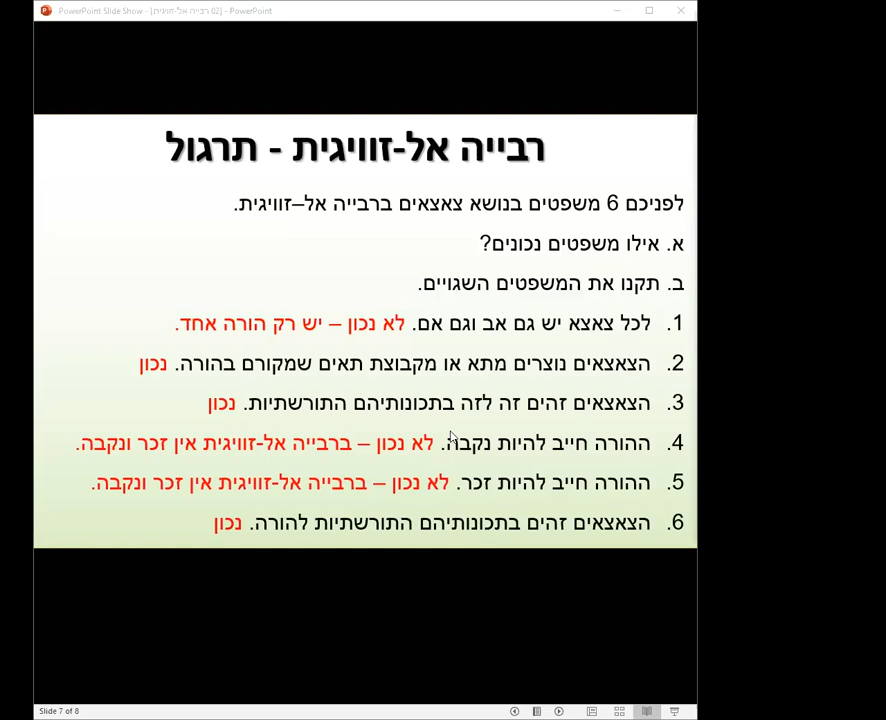 PowerPoint Slide Show - [02 רבייה אל-זוויגית] - PowerPoint
רבייה אל-זוויגית - תרגול
לפניכם 6 משפטים בנושא צאצאים ברבייה אל–זוויגית.
א. אילו משפטים נכונים?
ב. תקנו את המשפטים השגויים.
1. לכל צאצא יש גם אב וגם אם. לא נכון – יש רק הורה אחד.
2. הצאצאים נוצרים מתא או מקבוצת תאים שמקורם בהורה. נכון
3. הצאצאים זהים זה לזה בתכונותיהם התורשתיות. נכון
4. ההורה חייב להיות נקבה. לא נכון – ברבייה אל-זוויגית אין זכר ונקבה.
5. ההורה חייב להיות זכר. לא נכון – ברבייה אל-זוויגית אין זכר ונקבה.
6. הצאצאים זהים בתכונותיהם התורשתיות להורה. נכון
Slide 7 of 8